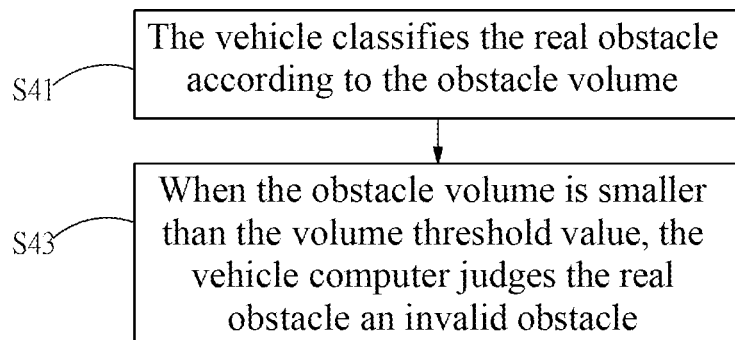 The vehicle classifies the real obstacle
according to the obstacle volume
S41
When the obstacle volume is smaller
than the volume threshold value, the
vehicle computer judges the real
obstacle an invalid obstacle
S43